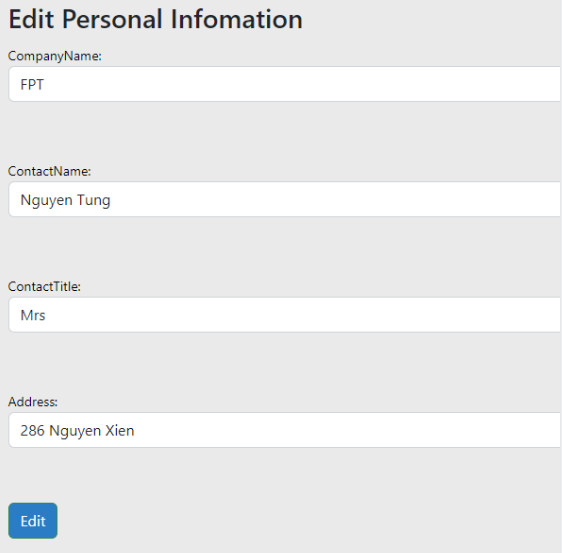 Edit Personal Infomation
CompanyName:
FPT
ContactName:
Nguyen Tung
ContactTitle:
Mrs
Address:
286 Nguyen Xien
Edit